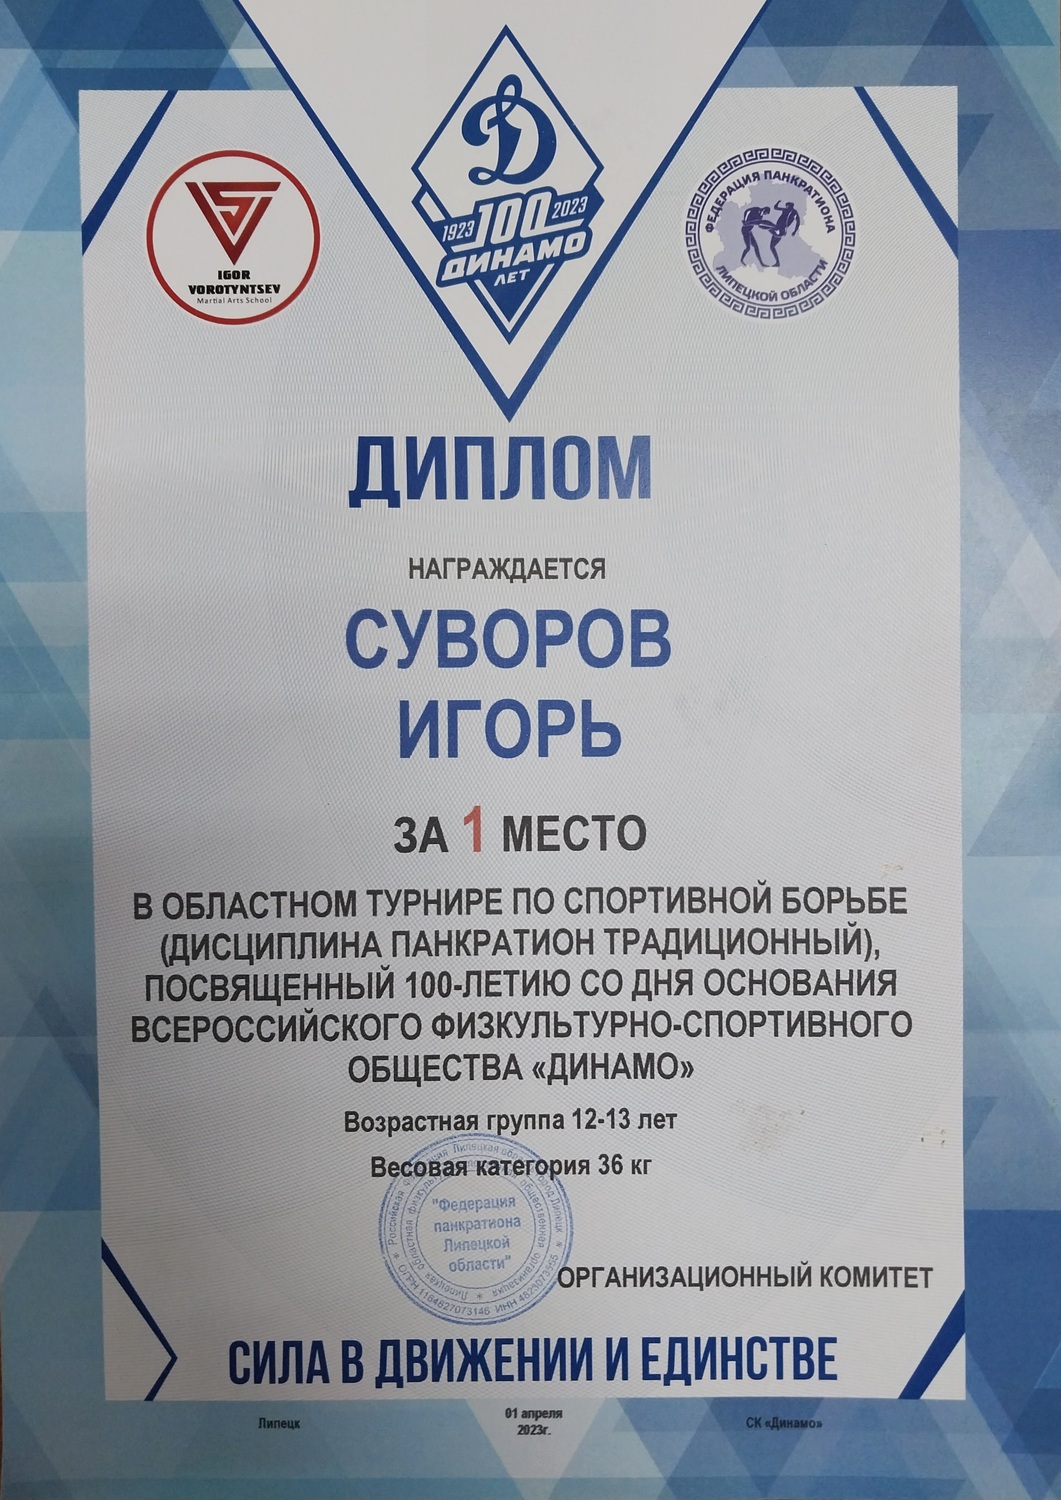 Д
1923 100 2023
ДИНАМО
ЛЕТ
IGOR
VOROTYNTSEV
Martial Arts School
ФЕДЕРАЦИЯ ПАНКРАТИОНА
ЛИПЕЦКОЙ ОБЛАСТИ
ДИПЛОМ
НАГРАЖДАЕТСЯ
СУВОРОВ
ИГОРЬ
ЗА 1 МЕСТО
В ОБЛАСТНОМ ТУРНИРЕ ПО СПОРТИВНОЙ БОРЬБЕ
(ДИСЦИПЛИНА ПАНКРАТИОН ТРАДИЦИОННЫЙ),
ПОСВЯЩЕННЫЙ 100-ЛЕТИЮ СО ДНЯ ОСНОВАНИЯ
ВСЕРОССИЙСКОГО ФИЗКУЛЬТУРНО-СПОРТИВНОГО
ОБЩЕСТВА «ДИНАМО»
Возрастная группа 12-13 лет
Весовая категория 36 кг
"Федерация
панкратиона
Липецкой
области"
ОРГАНИЗАЦИОННЫЙ КОМИТЕТ
СИЛА В ДВИЖЕНИИ И ЕДИНСТВЕ
Липецк
01 апреля
2023г.
СК «Динамо»